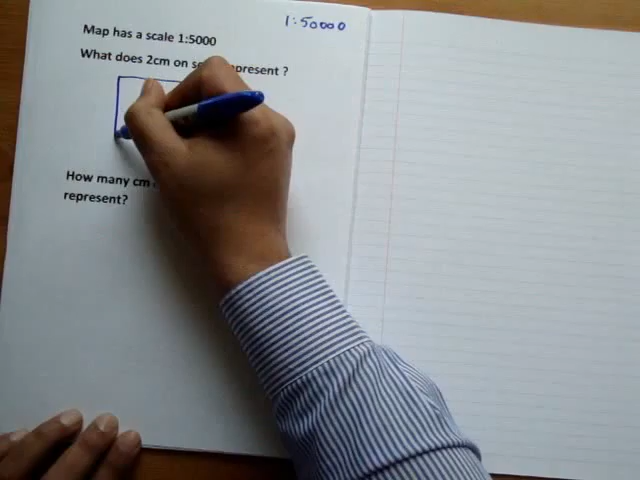 1:50000
Map has a scale 1:5000
What does 2cm on represent ?
How many cm
represent?